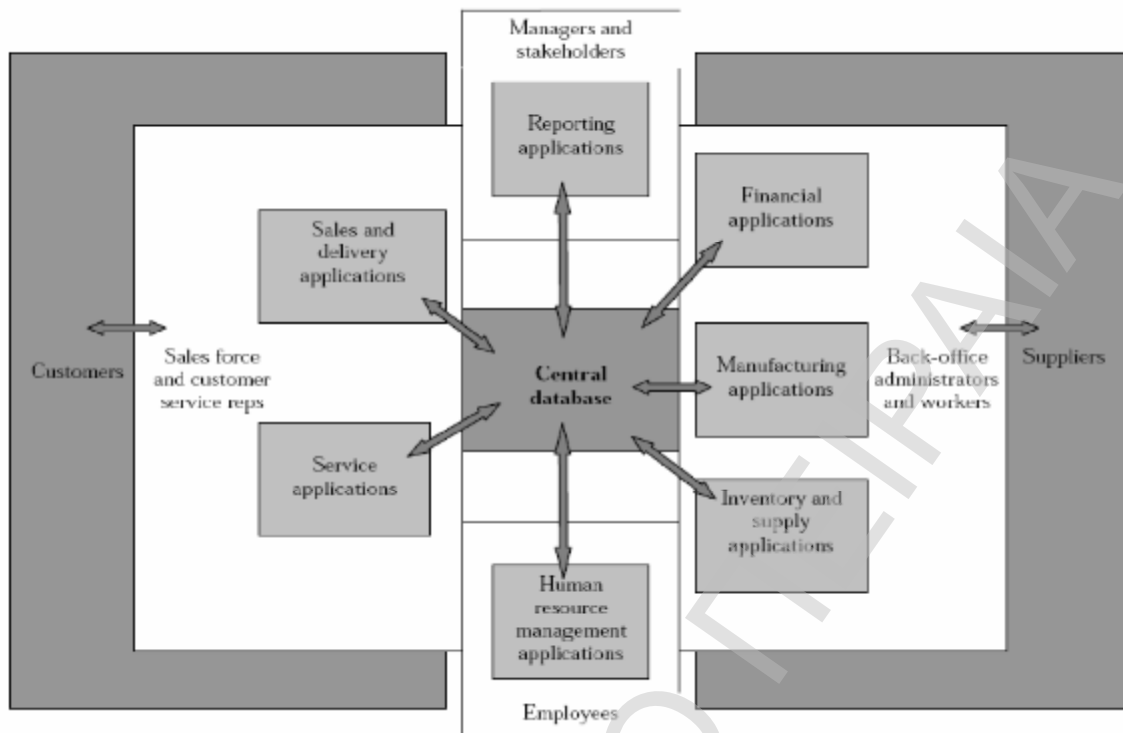 Managers and
stakeholders
Reporting
applications
Financial
applications
Sales and
delivery
applications
Customers
Sales force
and customer
service reps
Central
database
Manufacturing
applications
Back-office
administrators
and workers
Suppliers
Service
applications
Inventory and
supply
applications
Human
resource
management
applications
Employees